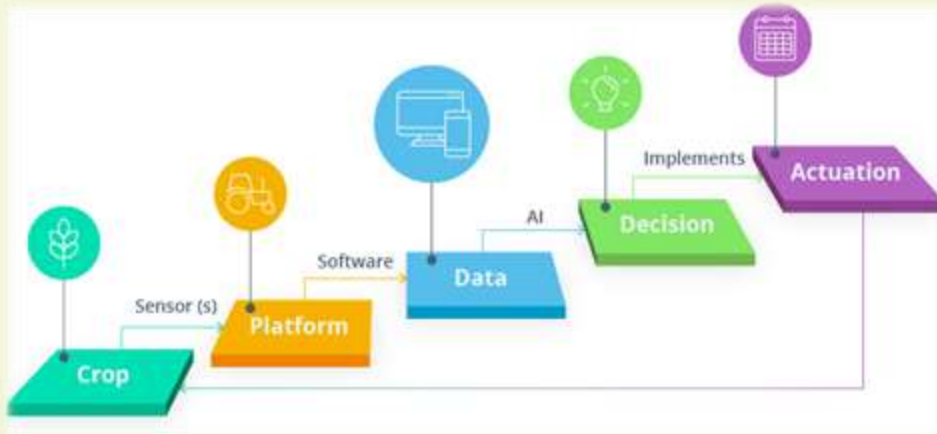 Crop
Sensor (s)
Platform
Software
Data
AI
Decision
Implements
Actuation